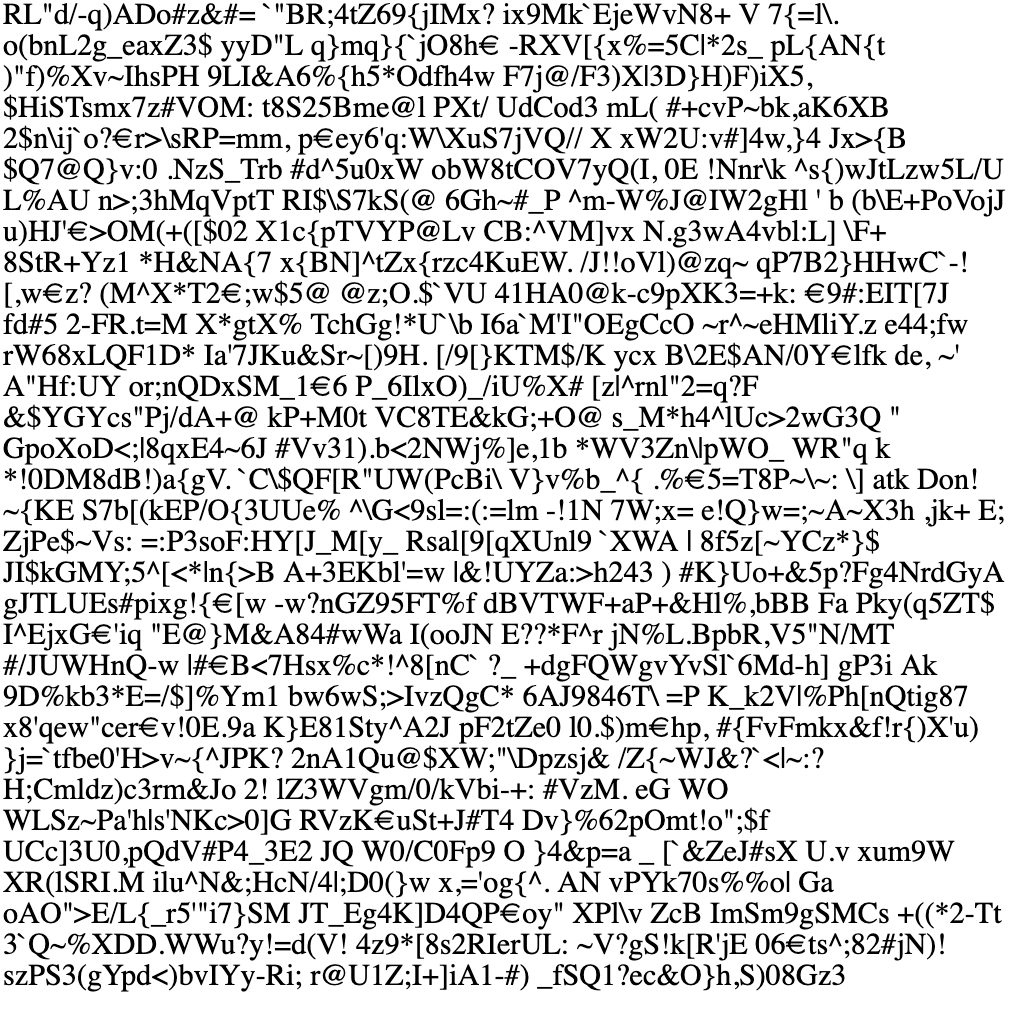 RL"d/-q)ADo#z&#= `"BR;4tZ69{jIMx? ix9Mk`EjeWvN8+ V 7{=l\.
o(bnL2g_eaxZ3$ yyD"L q}mq}{`jO8h€ -RXV[{x%=5C|*2s_ pL{AN{t
)"f)%Xv~IhsPH 9LI&A6%{h5*Odfh4w F7j@/F3)X|3D}H)F)iX5,
$HiSTsmx7z#VOM: t8S25Bme@l PXt/ UdCod3 mL( #+cvP~bk,aK6XB
2$n\ij`o?€r>\sRP=mm, p€ey6'q:W\XuS7jVQ// X xW2U:v#]4w,}4 Jx>{B
$Q7@Q}v:0 .NzS_Trb #d^5u0xW obW8tCOV7yQ(I, 0E !Nnr\k ^s{)wJtLzw5L/U
L%AU n>;3hMqVptT RI$\S7kS(@ 6Gh~#_P ^m-W%J@IW2gHl ' b (b\E+PoVojJ
u)HJ'€>OM(+([$02 X1c{pTVYP@Lv CB:^VM]vx N.g3wA4vbl:L] \F+
8StR+Yz1 *H&NA{7 x{BN]^tZx{rzc4KuEW. /J!!oVl)@zq~ qP7B2}HHwC`-!
[,w€z? (M^X*T2€;w$5@ @z;O.$`VU 41HA0@k-c9pXK3=+k: €9#:EIT[7J
fd#5 2-FR.t=M X*gtX% TchGg!*U`\b I6a`M'I"OEgCcO ~r^~eHMliY.z e44;fw
rW68xLQF1D* Ia'7JKu&Sr~[)9H. [/9[}KTM$/K ycx B\2E$AN/0Y€lfk de, ~'
A"Hf:UY or;nQDxSM_1€6 P_6IlxO)_/iU%X# [z|^rnl"2=q?F
&$YGYcs"Pj/dA+@ kP+M0t VC8TE&kG;+O@ s_M*h4^lUc>2wG3Q "
GpoXoD<;|8qxE4~6J #Vv31).b<2NWj%]e,1b *WV3Zn\|pWO_ WR"q k
*!0DM8dB!)a{gV. `C\$QF[R"UW(PcBi\ V}v%b_^{ .%€5=T8P~\~: \] atk Don!
~{KE S7b[(kEP/O{3UUe% ^\G<9sl=:(:=lm -!1N 7W;x= e!Q}w=;~A~X3h ,jk+ E;
ZjPe$~Vs: =:P3soF:HY[J_M[y_ Rsal[9[qXUnl9 `XWA | 8f5z[~YCz*}$
JI$kGMY;5^[<*|n{>B A+3EKbl'=w |&!UYZa:>h243 ) #K}Uo+&5p?Fg4NrdGyA
gJTLUEs#pixg!{€[w -w?nGZ95FT%f dBVTWF+aP+&Hl%,bBB Fa Pky(q5ZT$
I^EjxG€'iq "E@}M&A84#wWa I(ooJN E??*F^r jN%L.BpbR,V5"N/MT
#/JUWHnQ-w |#€B<7Hsx%c*!^8[nC` ?_ +dgFQWgvYvSl`6Md-h] gP3i Ak
9D%kb3*E=/$]%Ym1 bw6wS;>IvzQgC* 6AJ9846T\ =P K_k2V|%Ph[nQtig87
x8'qew"cer€v!0E.9a K}E81Sty^A2J pF2tZe0 l0.$)m€hp, #{FvFmkx&f!r{)X'u)
}j=`tfbe0'H>v~{^JPK? 2nA1Qu@$XW;"\Dpzsj& /Z{~WJ&?`<|~:?
H;Cmldz)c3rm&Jo 2! lZ3WVgm/0/kVbi-+: #VzM. eG WO
WLSz~Pa'h|s'NKc>0]G RVzK€uSt+J#T4 Dv}%62pOmt!o";$f
UCc]3U0,pQdV#P4_3E2 JQ W0/C0Fp9 O }4&p=a _ [`&ZeJ#sX U.v xum9W
XR(lSRI.M ilu^N&;HcN/4|;D0(}w x,='og{^. AN vPYk70s%%o| Ga
oAO">E/L{_r5'"i7}SM JT_Eg4K]D4QP€oy" XPl\v ZcB ImSm9gSMCs +((*2-Tt
3`Q~%XDD.WWu?y!=d(V! 4z9*[8s2RIerUL: ~V?gS!k[R'jE 06€ts^;82#jN)!
szPS3(gYpd<)bvIYy-Ri; r@U1Z;I+]iA1-#) _fSQ1?ec&O}h,S)08Gz3